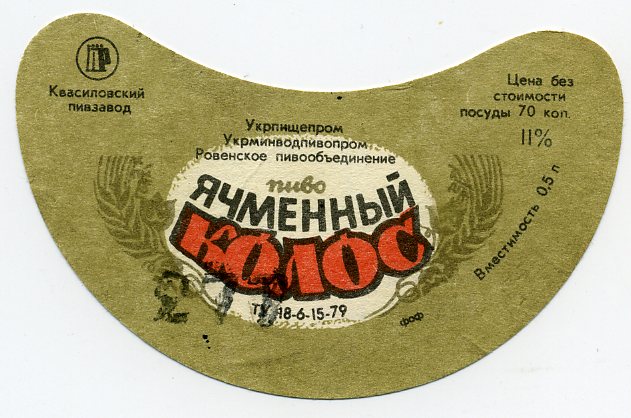 Квасиловский
пивзавод
Цена без
стоимости
посуды 70 коп.
11%
Вместимость 0,5 л
Укрпищепром
Укрминводпивопром
Ровенское пивообъединение
пиво
ЯЧМЕННЫЙ
КОЛОС
ТУ 18-6-15-79
фоф